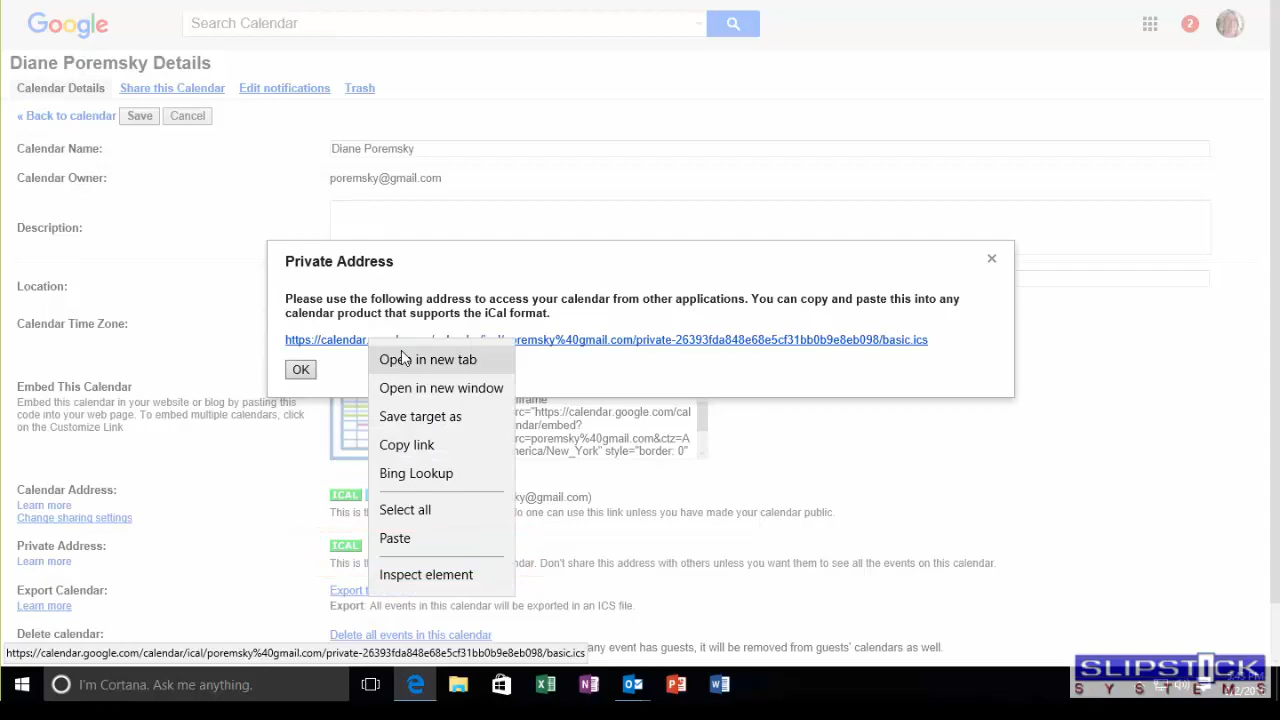 Google
Search Calendar
2
Diane Poremsky Details
Calendar Details Share this Calendar Edit notifications Trash
« Back to calendar Save Cancel
Calendar Name: Diane Poremsky
Calendar Owner: poremsky@gmail.com
Description:
Location:
Calendar Time Zone:
Private Address ×
Please use the following address to access your calendar from other applications. You can copy and paste this into any
calendar product that supports the iCal format.
https://calendar. remsky%40gmail.com/private-26393fda848e68e5cf31bb0b9e8eb098/basic.ics
OK
Open in new tab
Open in new window
Save target as
Copy link
Bing Lookup
Select all
Paste
Inspect element
Embed This Calendar
Embed this calendar in your website or blog by pasting this
code into your web page. To embed multiple calendars, click
on the Customize Link
src="https://calendar.google.com/cal
endar/embed?
src=poremsky%40gmail.com&ctz=A
merica/New_York" style="border: 0"
Calendar Address: ICAL ky@gmail.com)
Learn more This is t o one can use this link unless you have made your calendar public.
Change sharing settings
Private Address: ICAL
Learn more This is t endar. Don't share this address with others unless you want them to see all the events on this calendar.
Export Calendar: Export t
Learn more Export: All events in this calendar will be exported in an ICS file.
Delete calendar: Delete all events in this calendar
any event has guests, it will be removed from guests' calendars as well.
https://calendar.google.com/calendar/ical/poremsky%40gmail.com/private-26393fda848e68e5cf31bb0b9e8eb098/basic.ics
I'm Cortana. Ask me anything.
SLIPSTICK
SYSTEMS